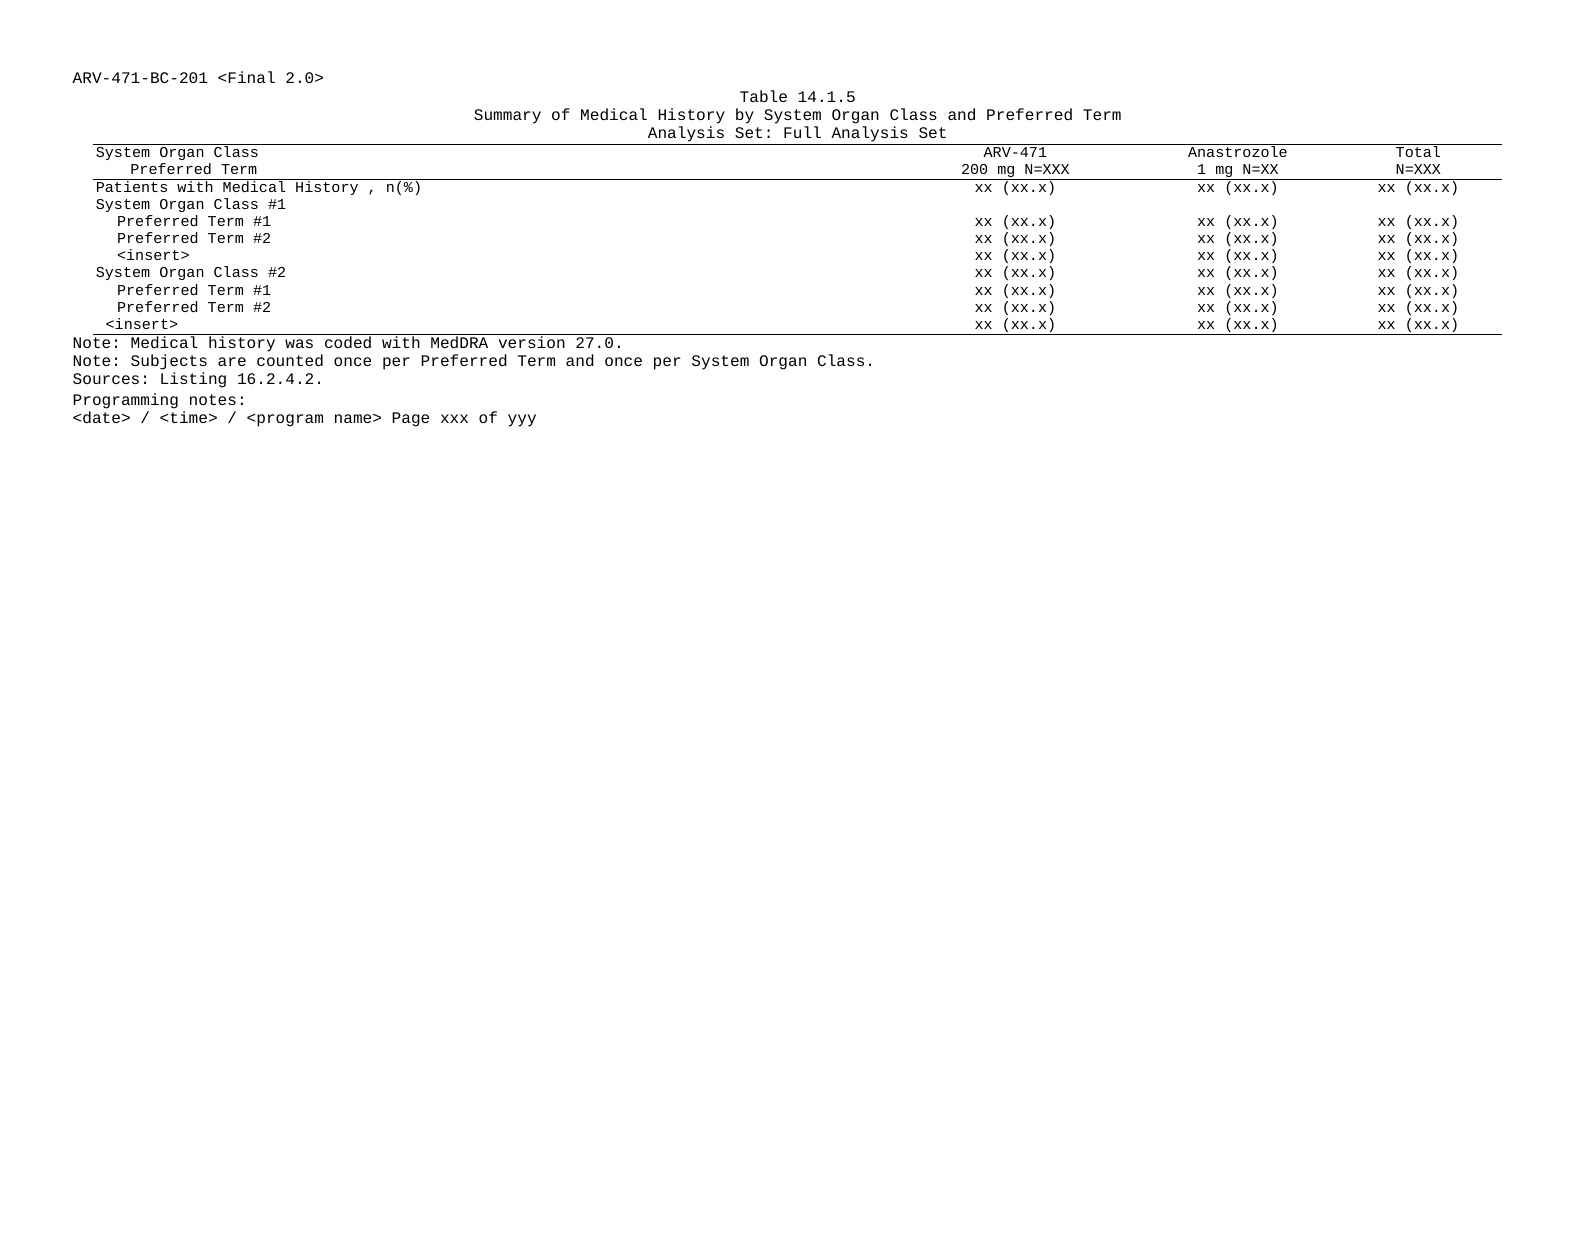 ARV-471-BC-201 <Final 2.0>
Table 14.1.5
Summary of Medical History by System Organ Class and Preferred Term
Analysis Set: Full Analysis Set
System Organ Class ARV-471 Anastrozole Total
Preferred Term 200 mg N=XXX 1 mg N=XX N=XXX
Patients with Medical History , n(%) xx (xx.x) xx (xx.x) xx (xx.x)
System Organ Class #1
Preferred Term #1 xx (xx.x) xx (xx.x) xx (xx.x)
Preferred Term #2 xx (xx.x) xx (xx.x) xx (xx.x)
<insert> xx (xx.x) xx (xx.x) xx (xx.x)
System Organ Class #2 xx (xx.x) xx (xx.x) xx (xx.x)
Preferred Term #1 xx (xx.x) xx (xx.x) xx (xx.x)
Preferred Term #2 xx (xx.x) xx (xx.x) xx (xx.x)
<insert> xx (xx.x) xx (xx.x) xx (xx.x)
Note: Medical history was coded with MedDRA version 27.0.
Note: Subjects are counted once per Preferred Term and once per System Organ Class.
Sources: Listing 16.2.4.2.
Programming notes:
<date> / <time> / <program name> Page xxx of yyy